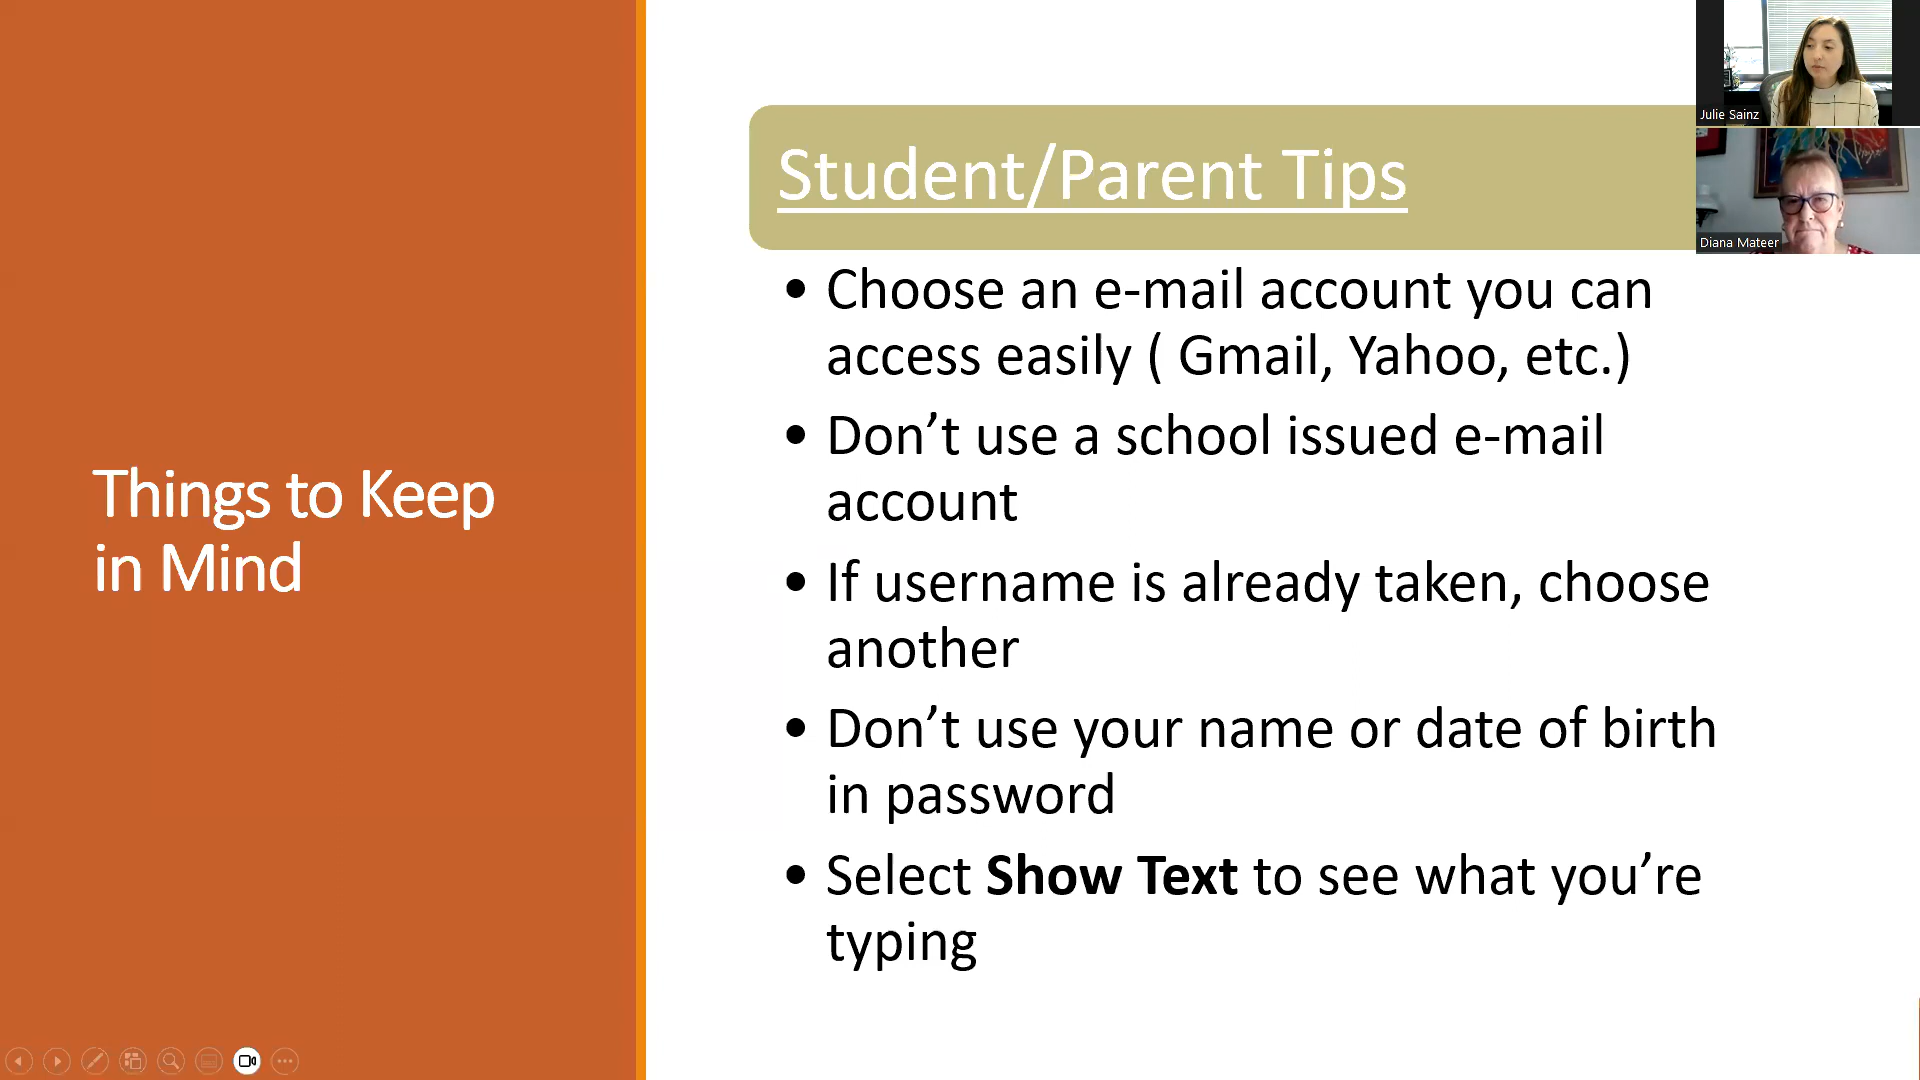 Things to Keep
in Mind
Student/Parent Tips
• Choose an e-mail account you can
access easily ( Gmail, Yahoo, etc.)
• Don’t use a school issued e-mail
account
• If username is already taken, choose
another
• Don’t use your name or date of birth
in password
• Select Show Text to see what you’re
typing
Julie Sainz
Diana Mateer